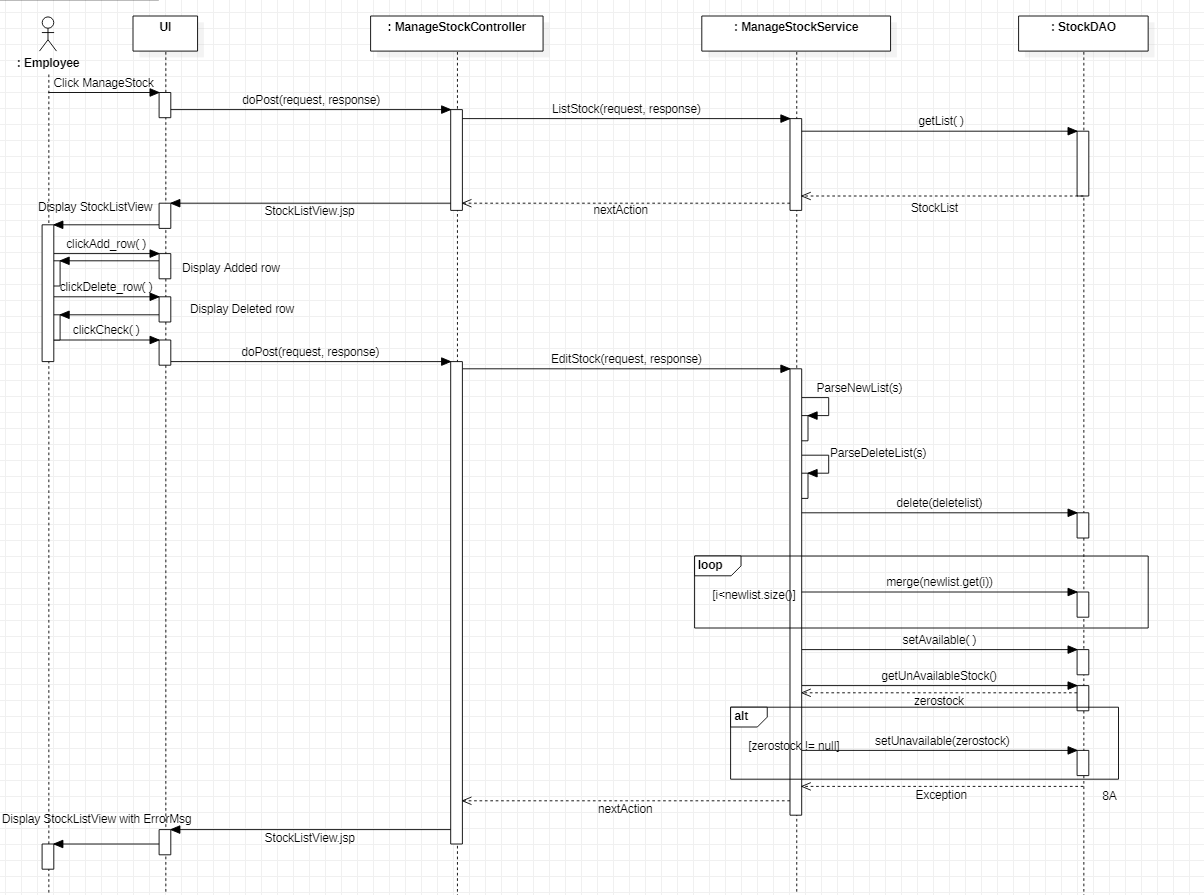 UI
: ManageStockController
: ManageStockService
: StockDAO
: Employee
Click ManageStock
doPost(request, response)
ListStock(request, response)
getList( )
Display StockListView
StockListView.jsp
nextAction
StockList
clickAdd_row( )
Display Added row
clickDelete_row( )
Display Deleted row
clickCheck( )
doPost(request, response)
EditStock(request, response)
ParseNewList(s)
ParseDeleteList(s)
delete(deletelist)
loop
merge(newlist.get(i))
[i<newlist.size()]
setAvailable( )
getUnAvailableStock()
zerostock
alt
setUnavailable(zerostock)
[zerostock != null]
Exception
8A
nextAction
Display StockListView with ErrorMsg
StockListView.jsp